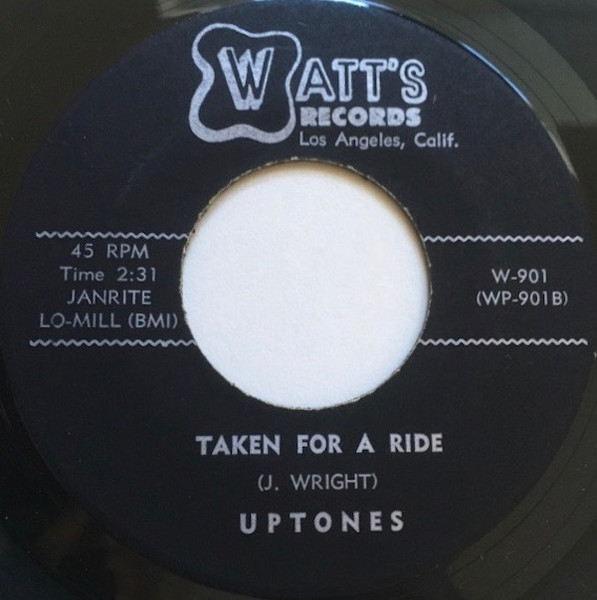 WATT'S
RECORDS
Los Angeles, Calif.
45 RPM
Time 2:31
JANRITE
LO-MILL (BMI)
W-901
(WP-901B)
TAKEN FOR A RIDE
(J. WRIGHT)
UPTONES